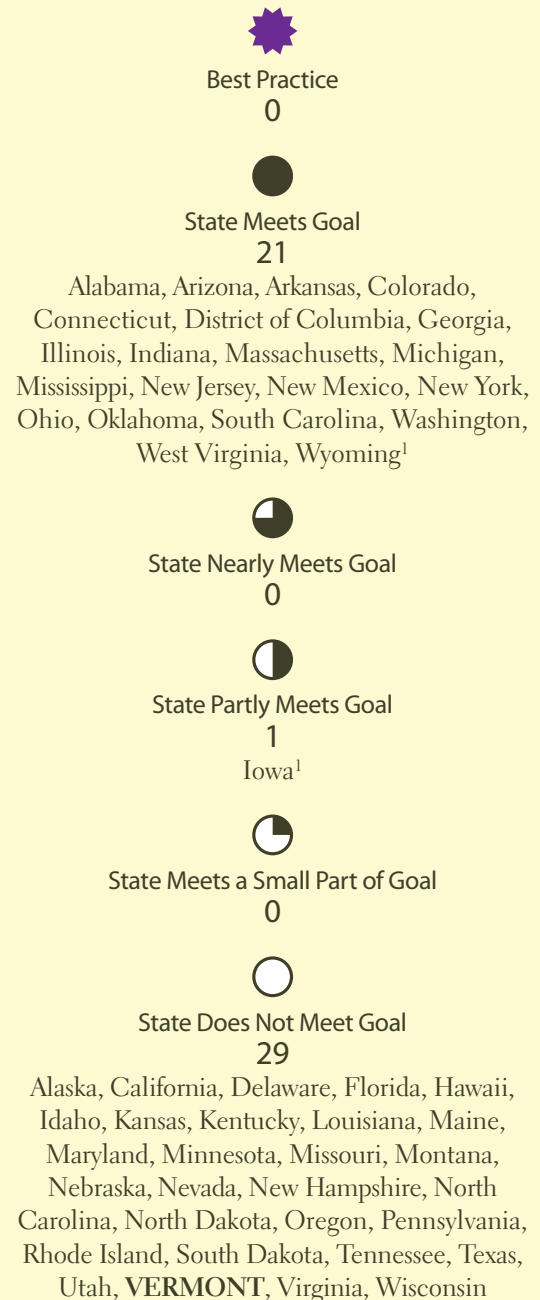 Best Practice
0
State Meets Goal
21
Alabama, Arizona, Arkansas, Colorado,
Connecticut, District of Columbia, Georgia,
Illinois, Indiana, Massachusetts, Michigan,
Mississippi, New Jersey, New Mexico, New York,
Ohio, Oklahoma, South Carolina, Washington,
West Virginia, Wyoming¹
State Nearly Meets Goal
0
State Partly Meets Goal
1
Iowa¹
State Meets a Small Part of Goal
0
State Does Not Meet Goal
29
Alaska, California, Delaware, Florida, Hawaii,
Idaho, Kansas, Kentucky, Louisiana, Maine,
Maryland, Minnesota, Missouri, Montana,
Nebraska, Nevada, New Hampshire, North
Carolina, North Dakota, Oregon, Pennsylvania,
Rhode Island, South Dakota, Tennessee, Texas,
Utah, VERMONT, Virginia, Wisconsin